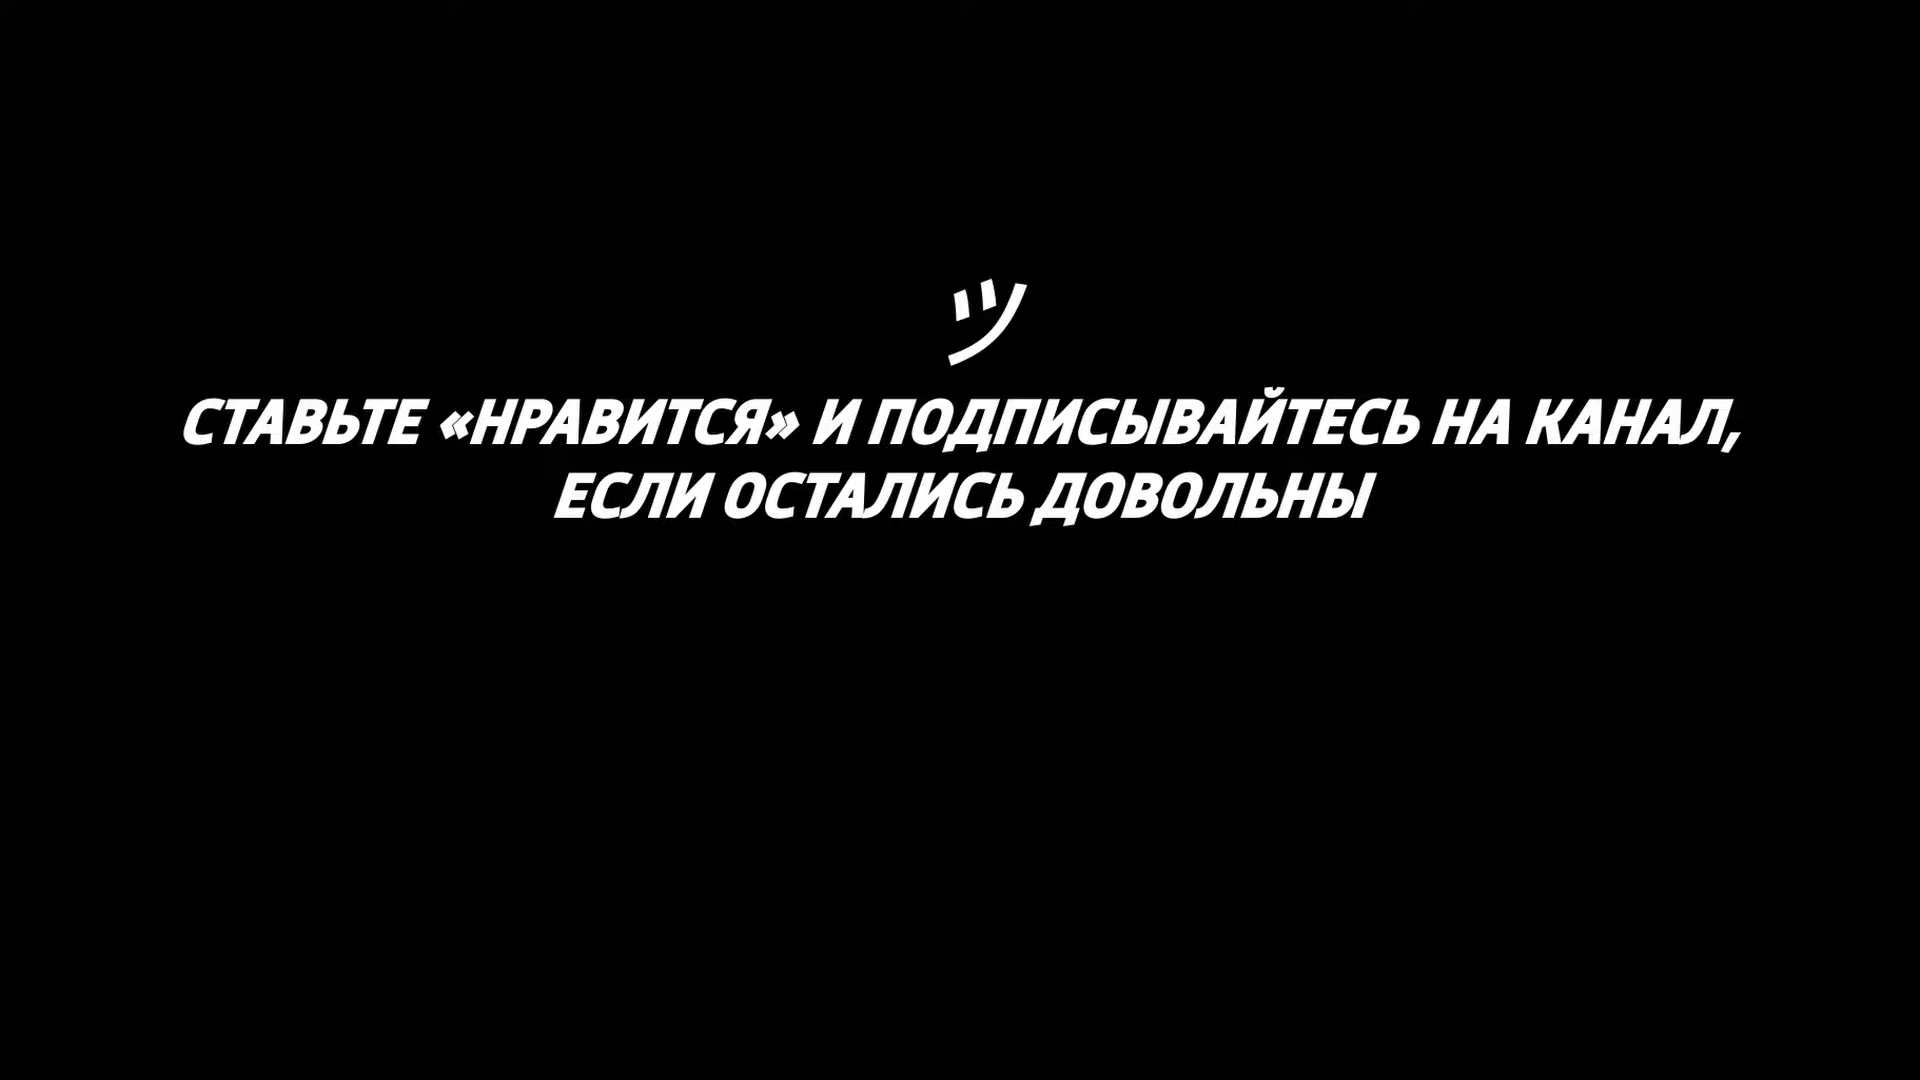 ツ
СТАВЬТЕ «НРАВИТСЯ» И ПОДПИСЫВАЙТЕСЬ НА КАНАЛ,
ЕСЛИ ОСТАЛИСЬ ДОВОЛЬНЫ